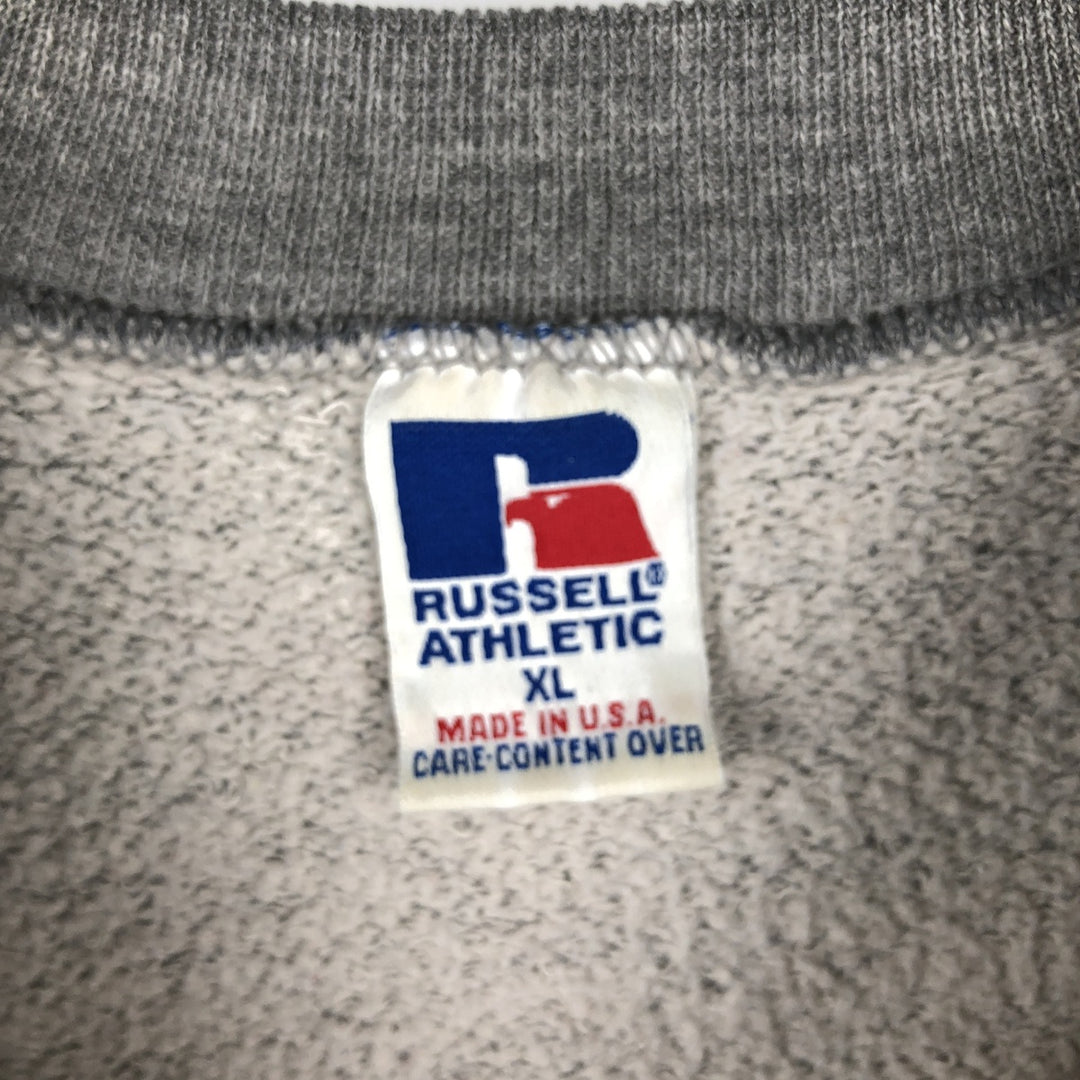 RUSSELL®
ATHLETIC
XL
MADE IN U.S.A.
CARE-CONTENT OVER